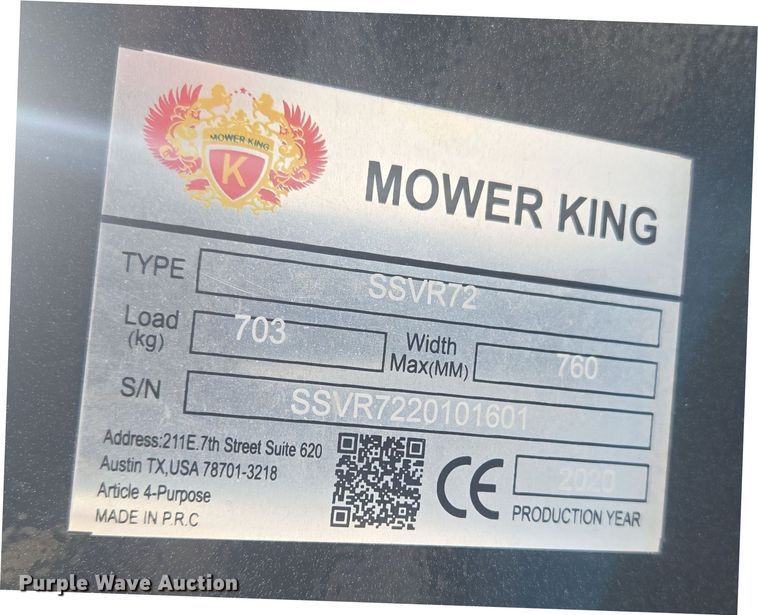 MOWER KING
K
MOWER KING
TYPE SSVR72
Load (kg) 703 Width Max(MM) 760
S/N SSVR7220101601
Address:211E.7th Street Suite 620
Austin TX,USA 78701-3218
Article 4-Purpose
MADE IN P.R.C
CE
2020
PRODUCTION YEAR
Purple Wave Auction